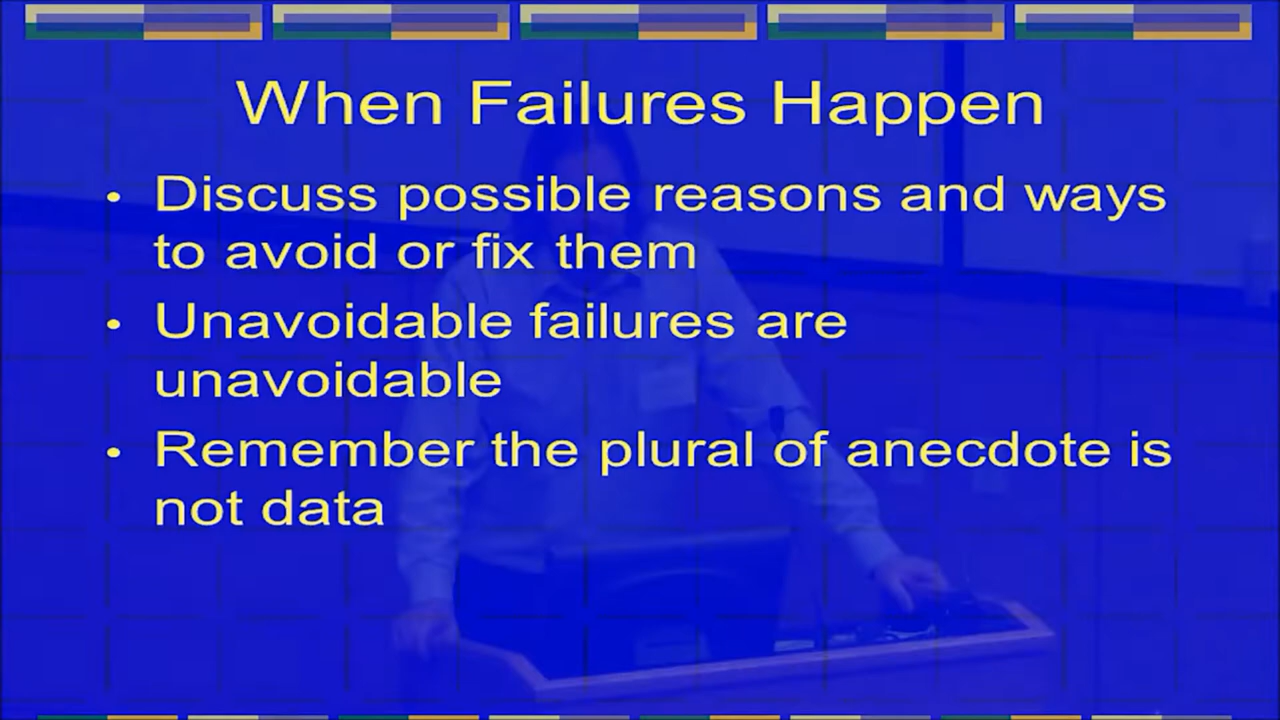 When Failures Happen
• Discuss possible reasons and ways
to avoid or fix them
• Unavoidable failures are
unavoidable
• Remember the plural of anecdote is
not data